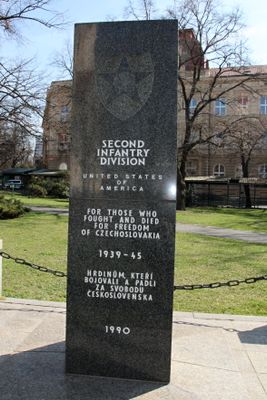 SECOND
INFANTRY
DIVISION
UNITED STATES
OF
AMERICA
FOR THOSE WHO
FOUGHT AND DIED
FOR FREEDOM
OF CZECHOSLOVAKIA
1939-45
HRDINŮM, KTEŘÍ
BOJOVALI A PADLI
ZA SVOBODU
ČESKOSLOVENSKA
1990